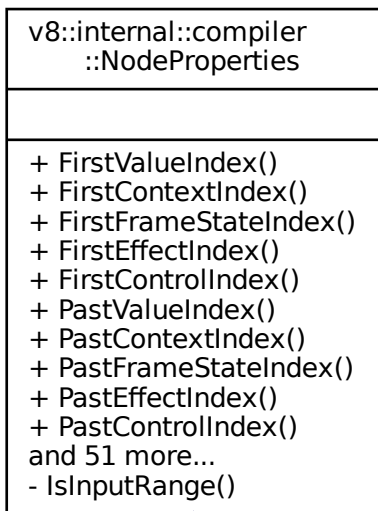 v8::internal::compiler
::NodeProperties
+ FirstValueIndex()
+ FirstContextIndex()
+ FirstFrameStateIndex()
+ FirstEffectIndex()
+ FirstControlIndex()
+ PastValueIndex()
+ PastContextIndex()
+ PastFrameStateIndex()
+ PastEffectIndex()
+ PastControlIndex()
and 51 more...
- IsInputRange()